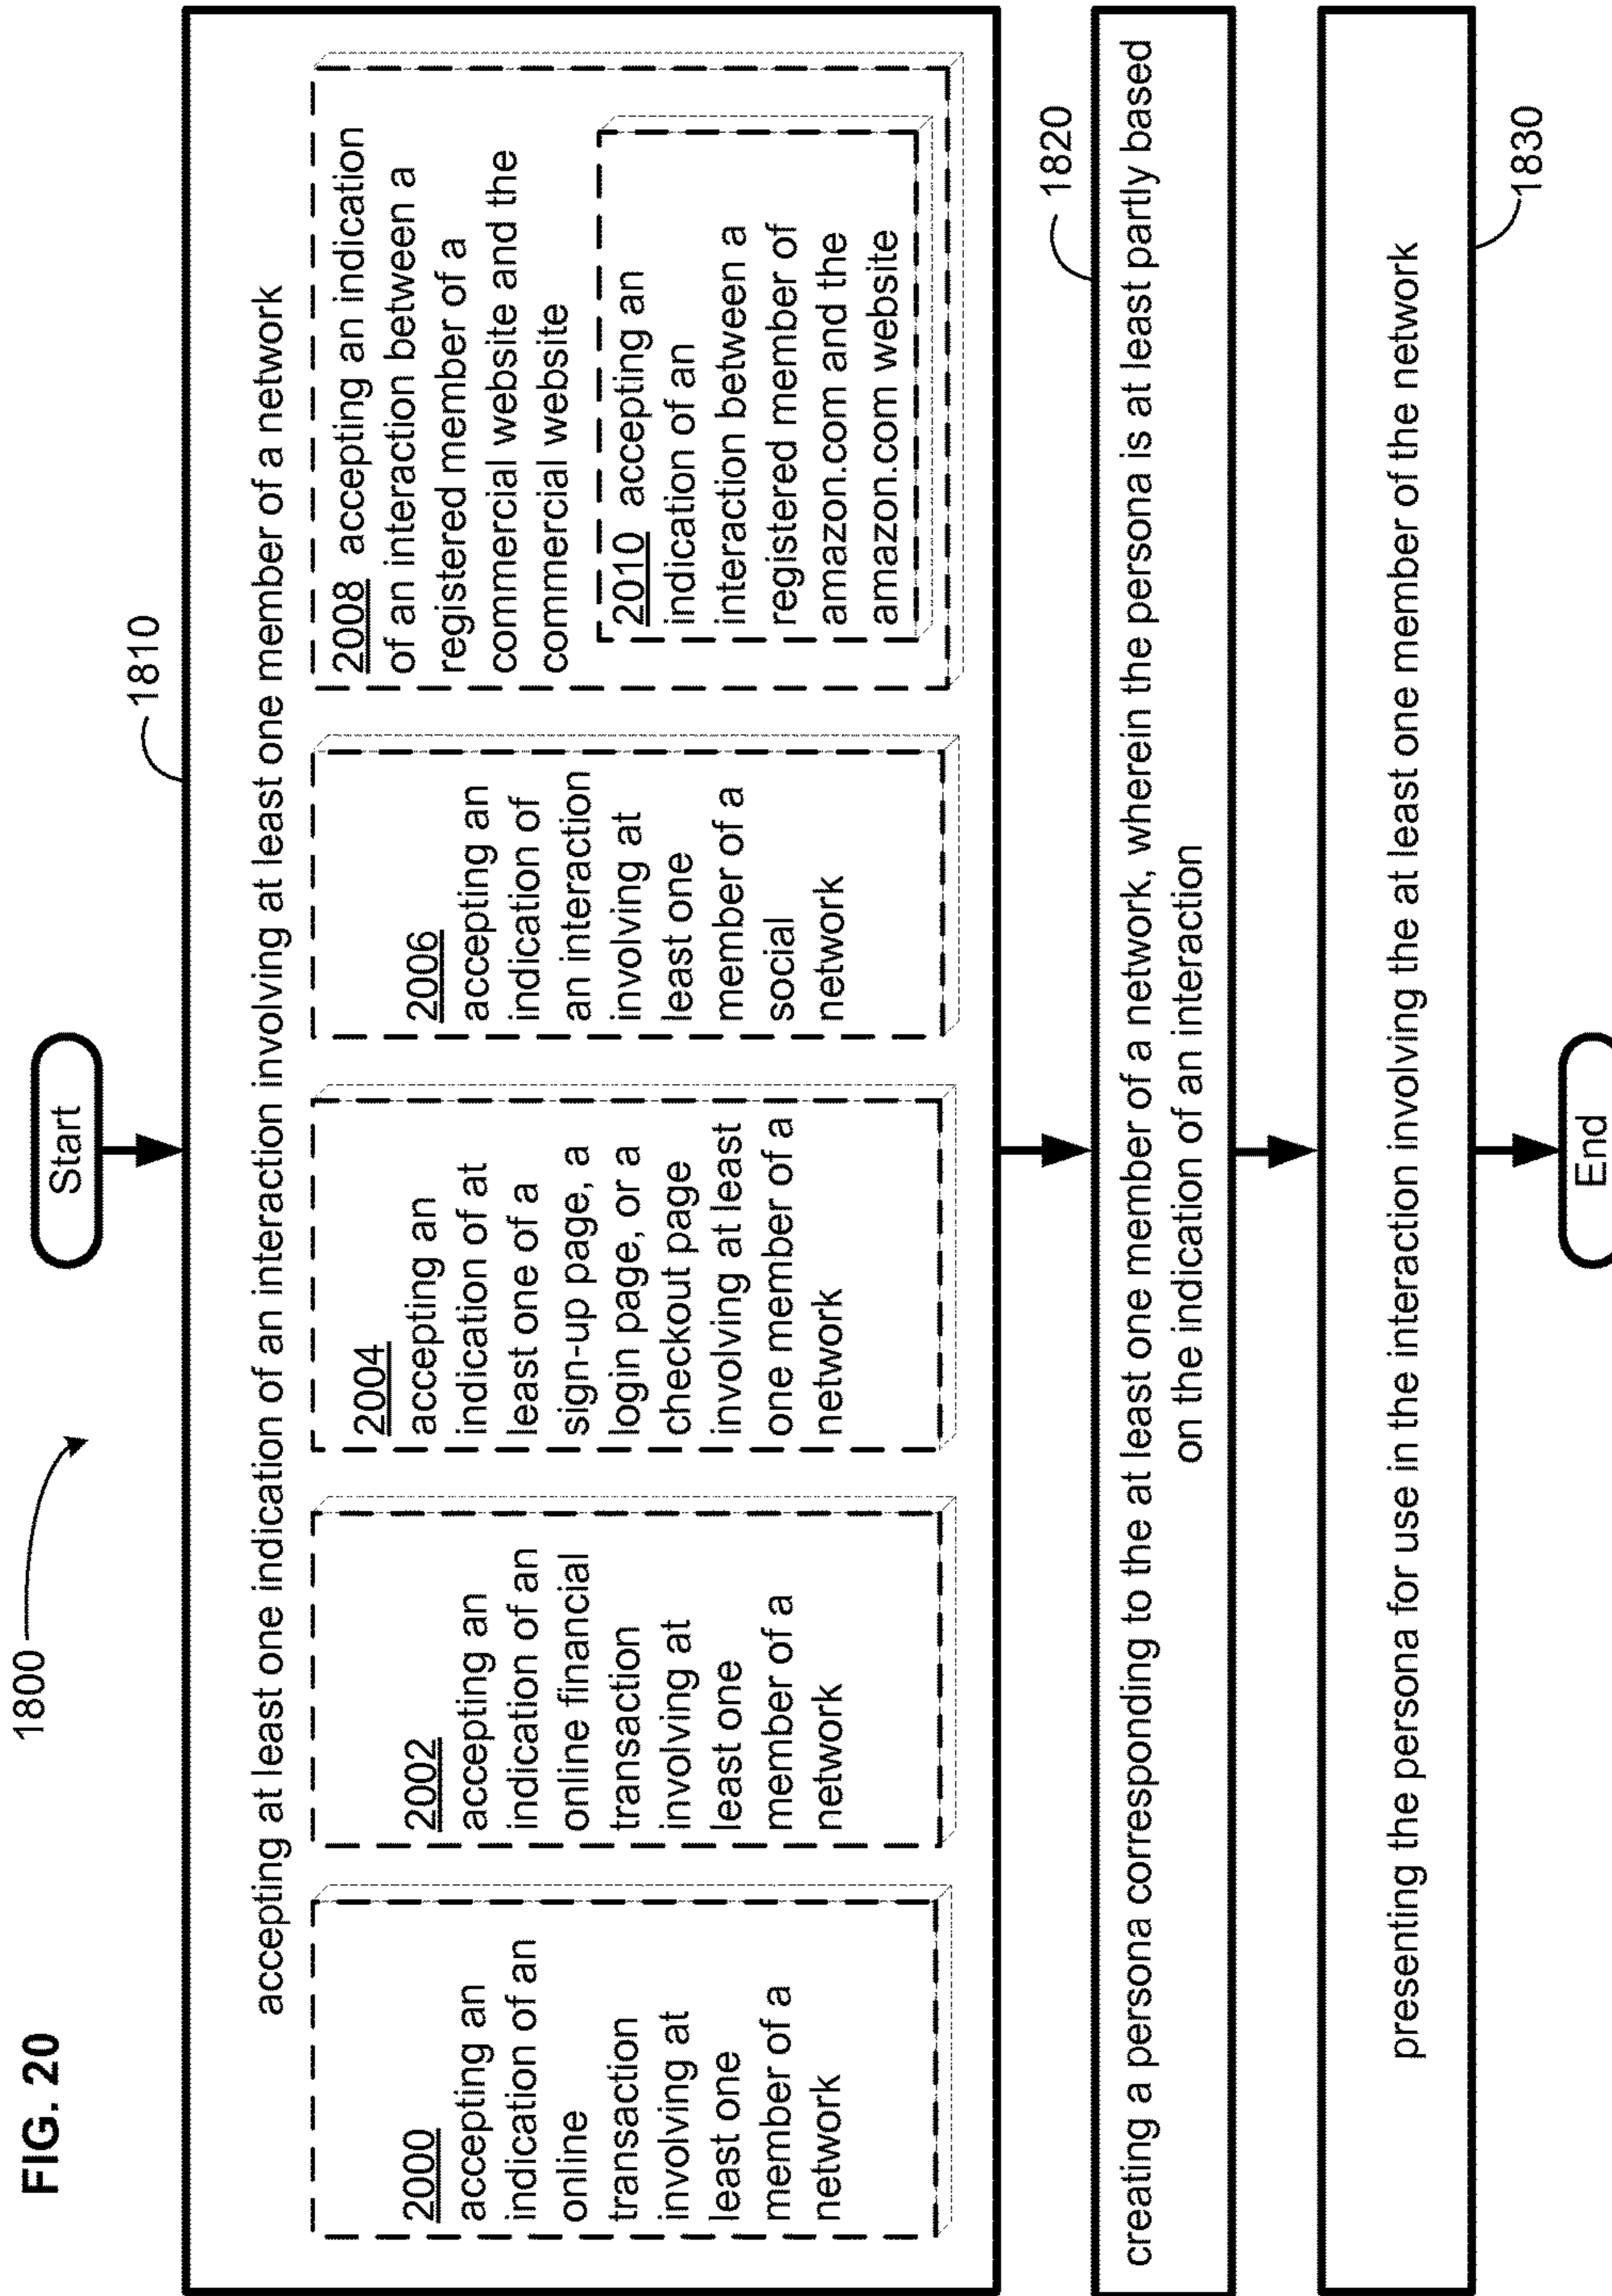 FIG. 20
1800
Start
1810
accepting at least one indication of an interaction involving at least one member of a network
2000
accepting an
indication of an
online
transaction
involving at
least one
member of a
network
2002
accepting an
indication of an
online financial
transaction
involving at
least one
member of a
network
2004
accepting an
indication of at
least one of a
sign-up page, a
login page, or a
checkout page
involving at least
one member of a
network
2006
accepting an
indication of
an interaction
involving at
least one
member of a
social
network
2008 accepting an indication
of an interaction between a
registered member of a
commercial website and the
commercial website
2010 accepting an
indication of an
interaction between a
registered member of
amazon.com and the
amazon.com website
1820
creating a persona corresponding to the at least one member of a network, wherein the persona is at least partly based
on the indication of an interaction
presenting the persona for use in the interaction involving the at least one member of the network
1830
End